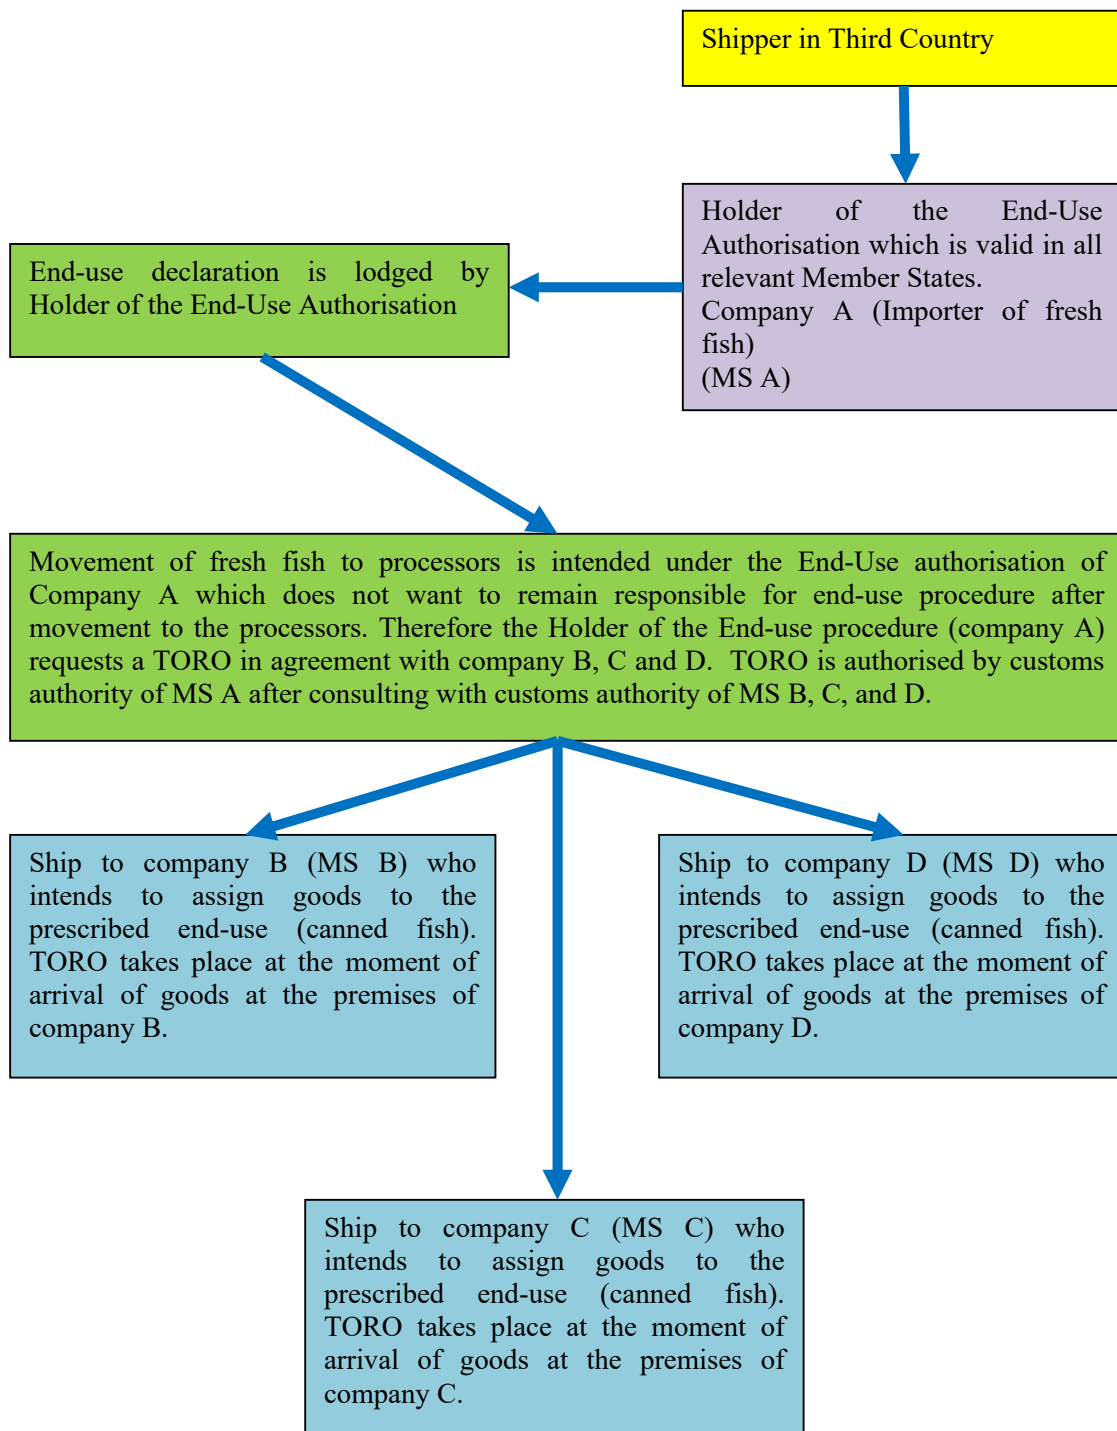 Shipper in Third Country
Holder of the End-Use
Authorisation which is valid in all
relevant Member States.
Company A (Importer of fresh
fish)
(MS A)
End-use declaration is lodged by
Holder of the End-Use Authorisation
Movement of fresh fish to processors is intended under the End-Use authorisation of
Company A which does not want to remain responsible for end-use procedure after
movement to the processors. Therefore the Holder of the End-use procedure (company A)
requests a TORO in agreement with company B, C and D. TORO is authorised by customs
authority of MS A after consulting with customs authority of MS B, C, and D.
Ship to company B (MS B) who
intends to assign goods to the
prescribed end-use (canned fish).
TORO takes place at the moment of
arrival of goods at the premises of
company B.
Ship to company D (MS D) who
intends to assign goods to the
prescribed end-use (canned fish).
TORO takes place at the moment of
arrival of goods at the premises of
company D.
Ship to company C (MS C) who
intends to assign goods to the
prescribed end-use (canned fish).
TORO takes place at the moment of
arrival of goods at the premises of
company C.